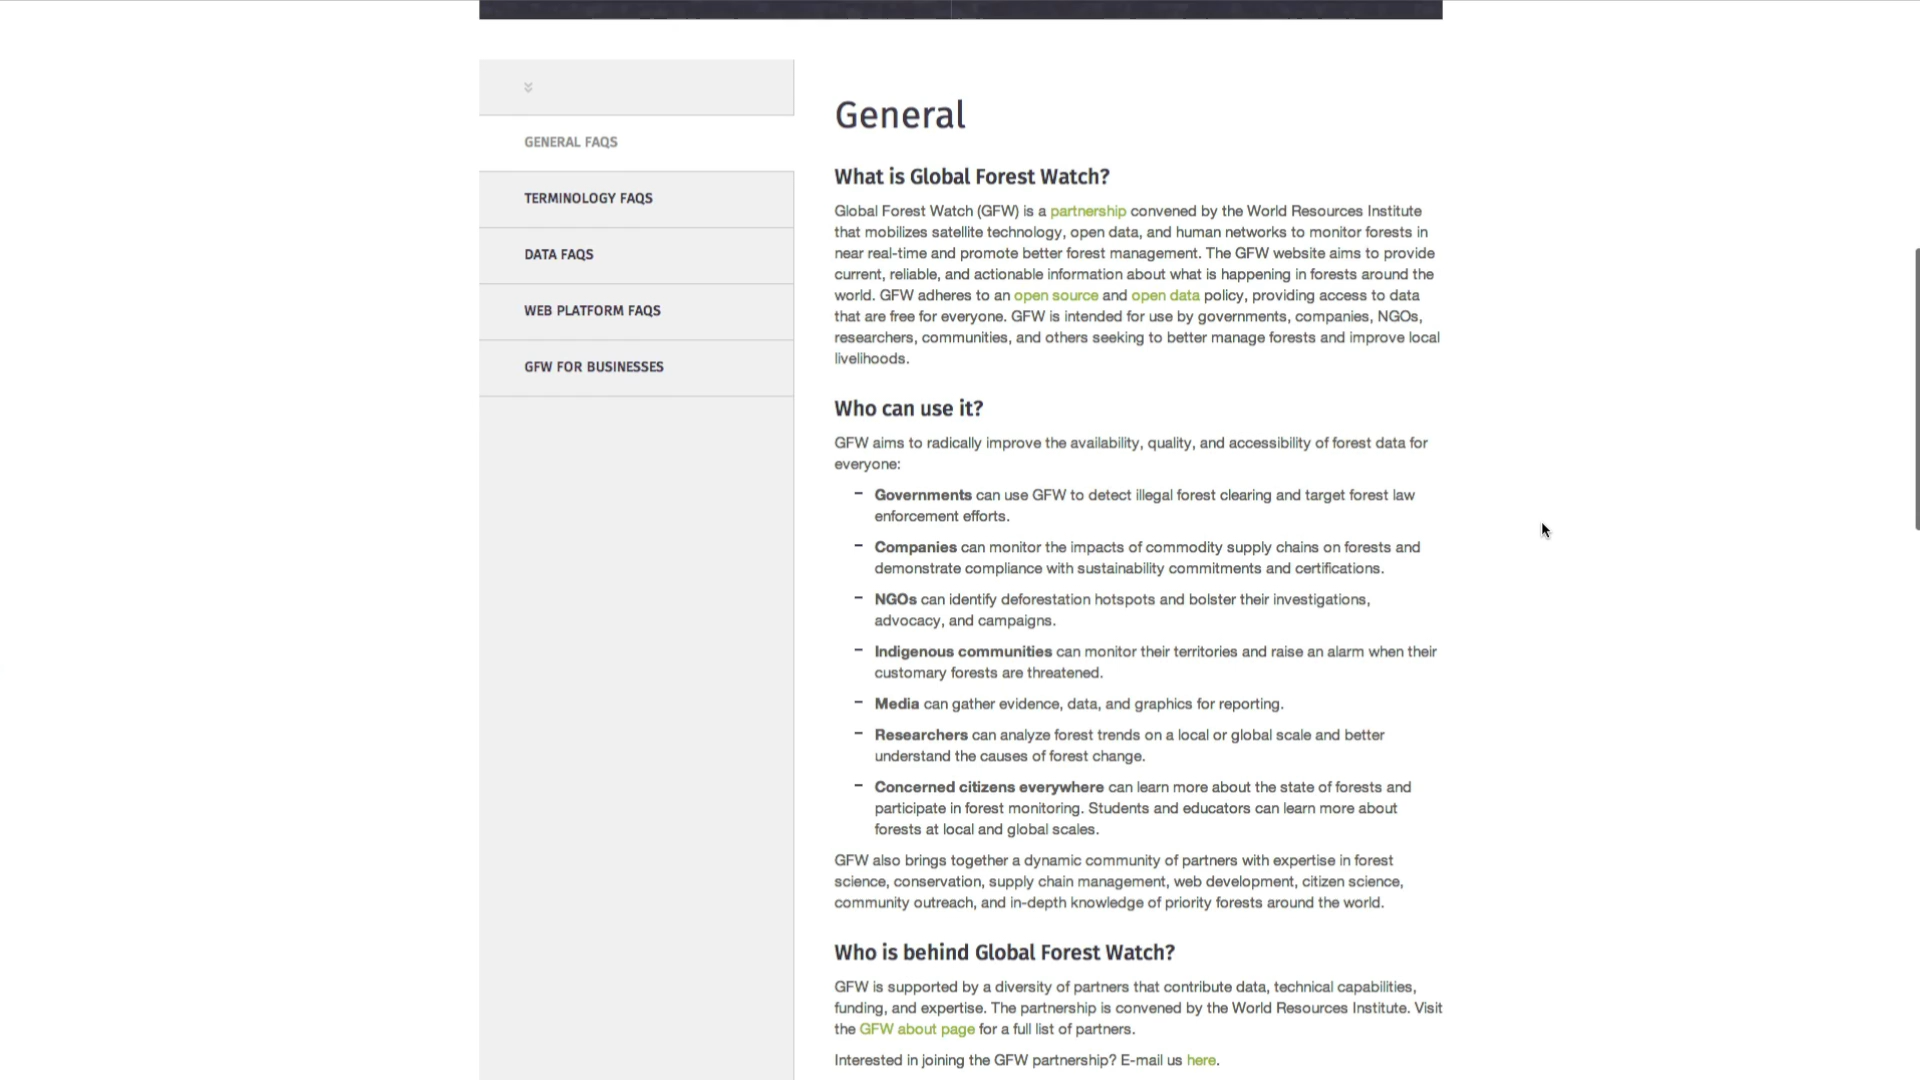 GENERAL FAQS
TERMINOLOGY FAQS
DATA FAQS
WEB PLATFORM FAQS
GFW FOR BUSINESSES
General
What is Global Forest Watch?
Global Forest Watch (GFW) is a partnership convened by the World Resources Institute
that mobilizes satellite technology, open data, and human networks to monitor forests in
near real-time and promote better forest management. The GFW website aims to provide
current, reliable, and actionable information about what is happening in forests around the
world. GFW adheres to an open source and open data policy, providing access to data
that are free for everyone. GFW is intended for use by governments, companies, NGOs,
researchers, communities, and others seeking to better manage forests and improve local
livelihoods.
Who can use it?
GFW aims to radically improve the availability, quality, and accessibility of forest data for
everyone:
– Governments can use GFW to detect illegal forest clearing and target forest law
enforcement efforts.
– Companies can monitor the impacts of commodity supply chains on forests and
demonstrate compliance with sustainability commitments and certifications.
– NGOs can identify deforestation hotspots and bolster their investigations,
advocacy, and campaigns.
– Indigenous communities can monitor their territories and raise an alarm when their
customary forests are threatened.
– Media can gather evidence, data, and graphics for reporting.
– Researchers can analyze forest trends on a local or global scale and better
understand the causes of forest change.
– Concerned citizens everywhere can learn more about the state of forests and
participate in forest monitoring. Students and educators can learn more about
forests at local and global scales.
GFW also brings together a dynamic community of partners with expertise in forest
science, conservation, supply chain management, web development, citizen science,
community outreach, and in-depth knowledge of priority forests around the world.
Who is behind Global Forest Watch?
GFW is supported by a diversity of partners that contribute data, technical capabilities,
funding, and expertise. The partnership is convened by the World Resources Institute. Visit
the GFW about page for a full list of partners.
Interested in joining the GFW partnership? E-mail us here.